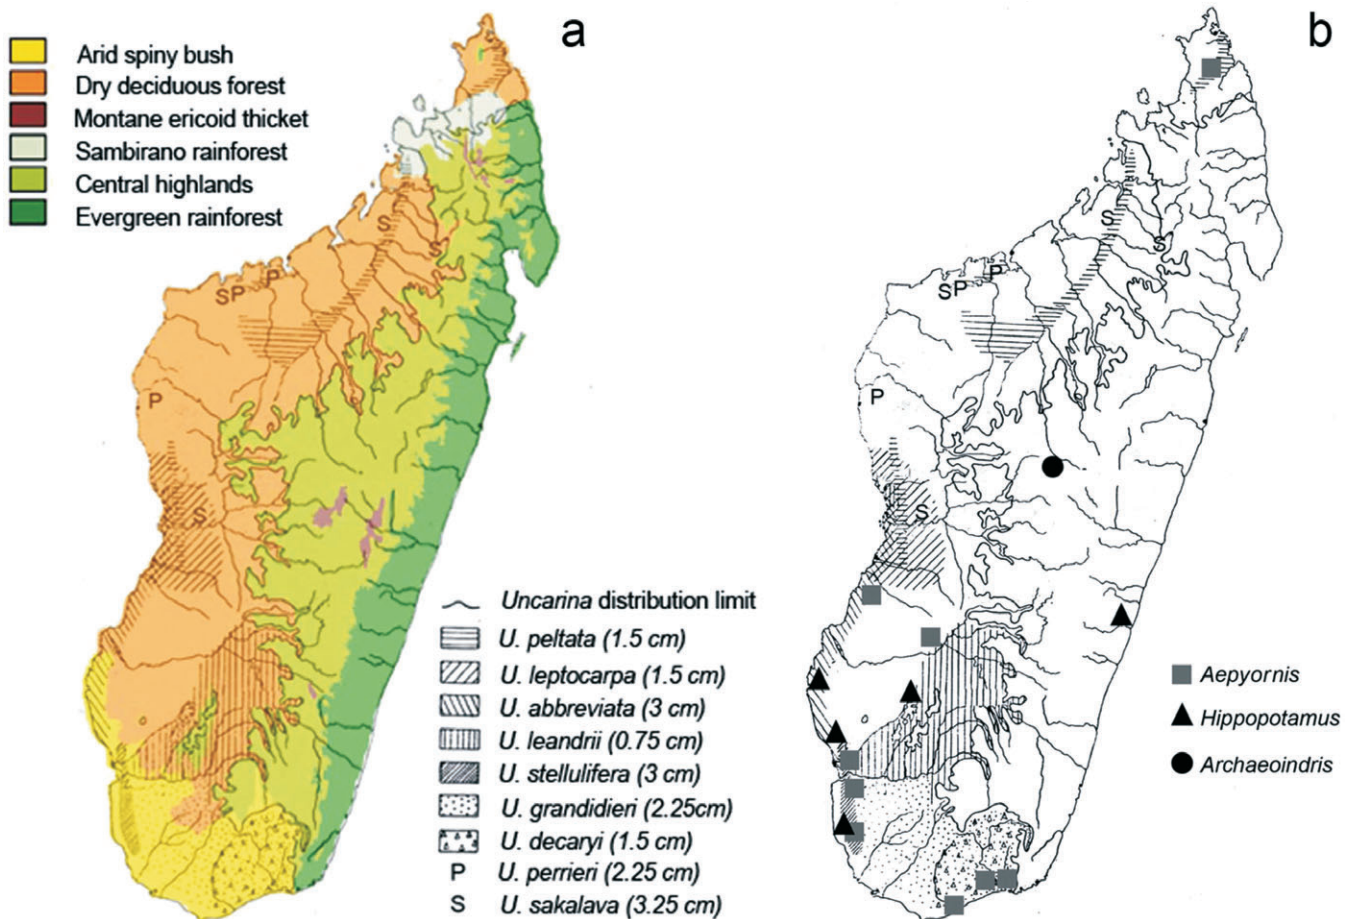 a
Arid spiny bush
Dry deciduous forest
Montane ericoid thicket
Sambirano rainforest
Central highlands
Evergreen rainforest
S
S
SP P
P
S
Uncarina distribution limit
U. peltata (1.5 cm)
U. leptocarpa (1.5 cm)
U. abbreviata (3 cm)
U. leandrii (0.75 cm)
U. stellulifera (3 cm)
U. grandidieri (2.25cm)
U. decaryi (1.5 cm)
P U. perrieri (2.25 cm)
S U. sakalava (3.25 cm)
b
S
S
SP P
P
S
Aepyornis
Hippopotamus
Archaeoindris